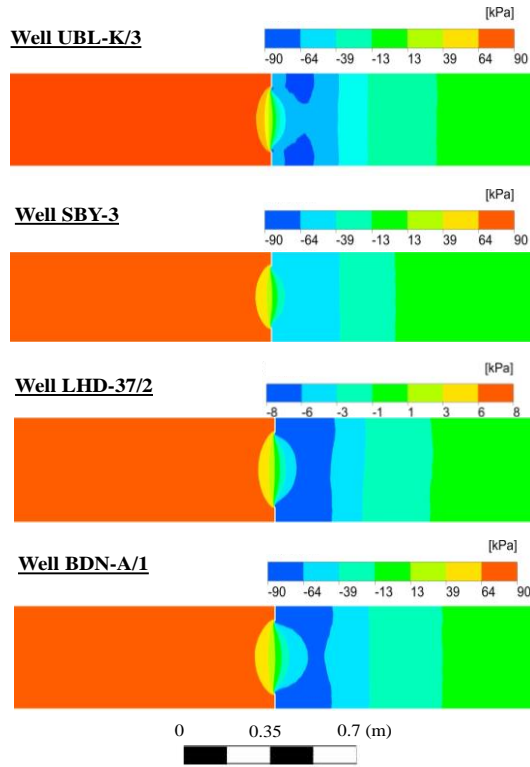 [kPa]
Well UBL-K/3
-90 -64 -39 -13 13 39 64 90
[kPa]
Well SBY-3
-90 -64 -39 -13 13 39 64 90
[kPa]
Well LHD-37/2
-8 -6 -3 -1 1 3 6 8
[kPa]
Well BDN-A/1
-90 -64 -39 -13 13 39 64 90
0 0.35 0.7 (m)